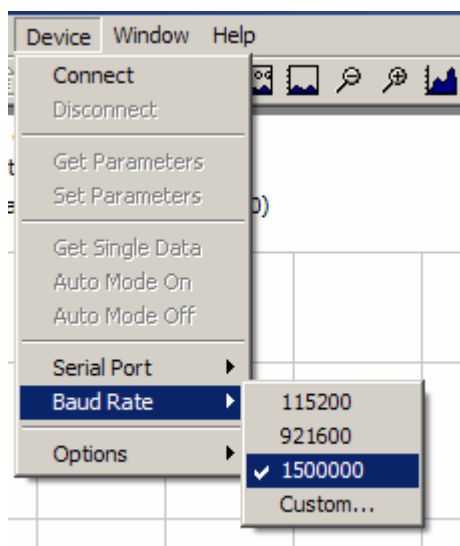 Device Window Help
Connect
Disconnect
Get Parameters
Set Parameters
0)
Get Single Data
Auto Mode On
Auto Mode Off
Serial Port
Baud Rate
115200
921600
1500000
Options
Custom...